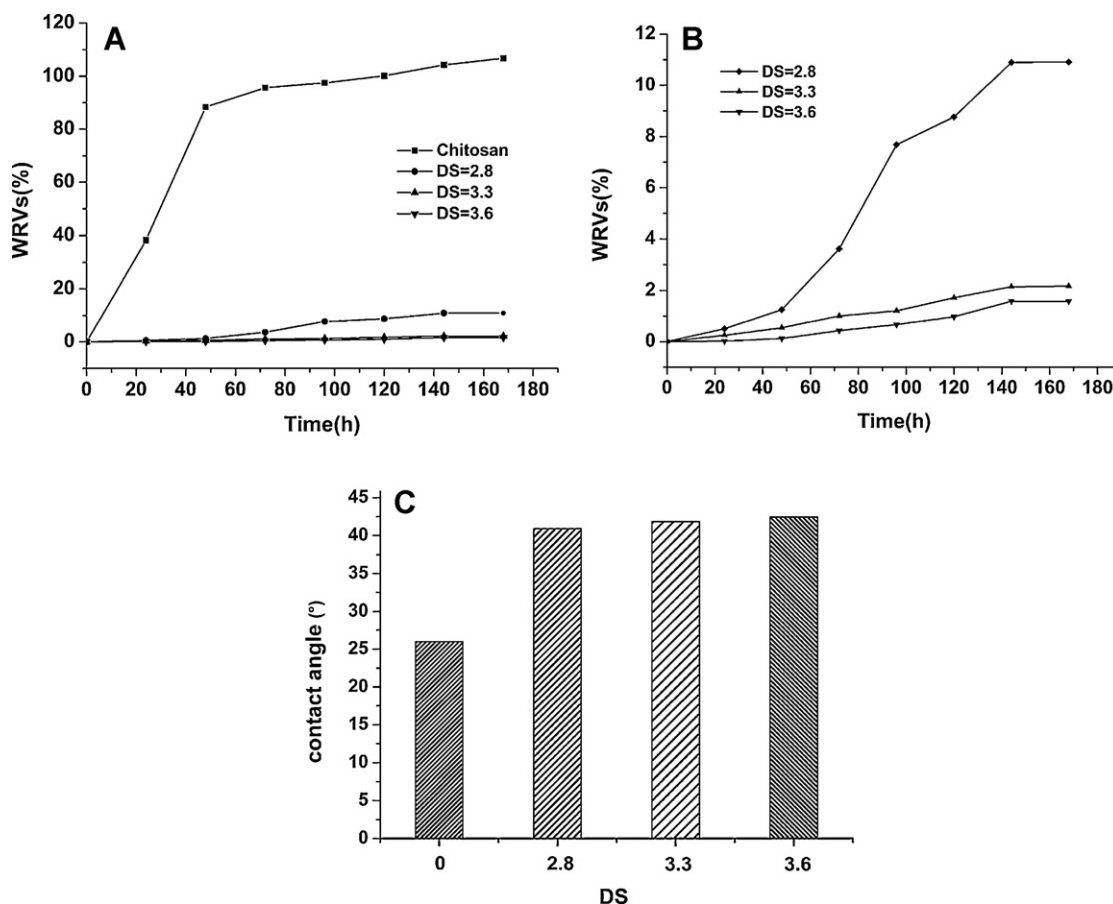 A
120
100
80
60
40
20
0
WRVs(%)
Chitosan
DS=2.8
DS=3.3
DS=3.6
0 20 40 60 80 100 120 140 160 180
Time(h)
B
12
10
8
6
4
2
0
WRVs(%)
DS=2.8
DS=3.3
DS=3.6
0 20 40 60 80 100 120 140 160 180
Time(h)
C
45
40
35
30
25
20
15
10
5
0
contact angle (°)
0 2.8 3.3 3.6
DS